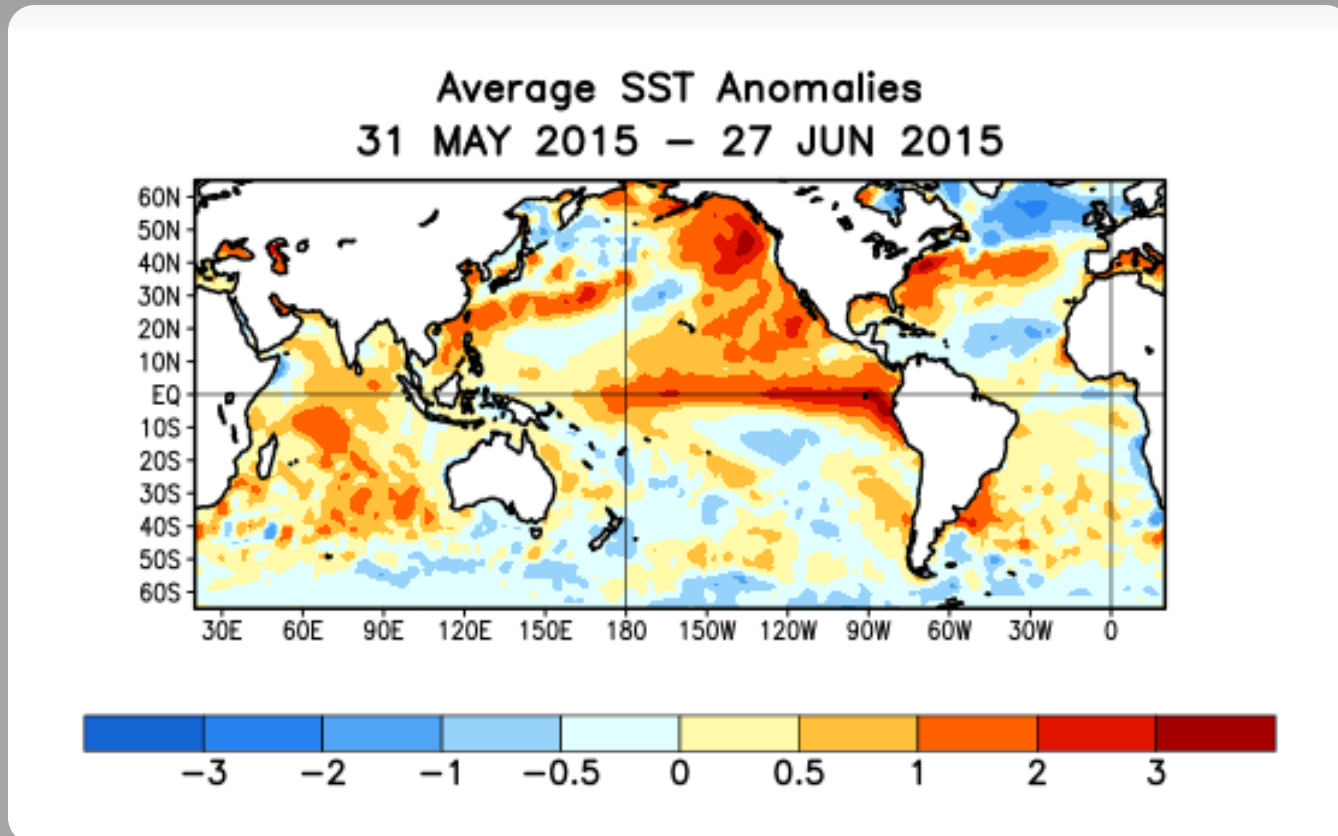 Average SST Anomalies
31 MAY 2015 – 27 JUN 2015
60N
50N
40N
30N
20N
10N
EQ
10S
20S
30S
40S
50S
60S
30E 60E 90E 120E 150E 180 150W 120W 90W 60W 30W 0
−3 −2 −1 −0.5 0 0.5 1 2 3